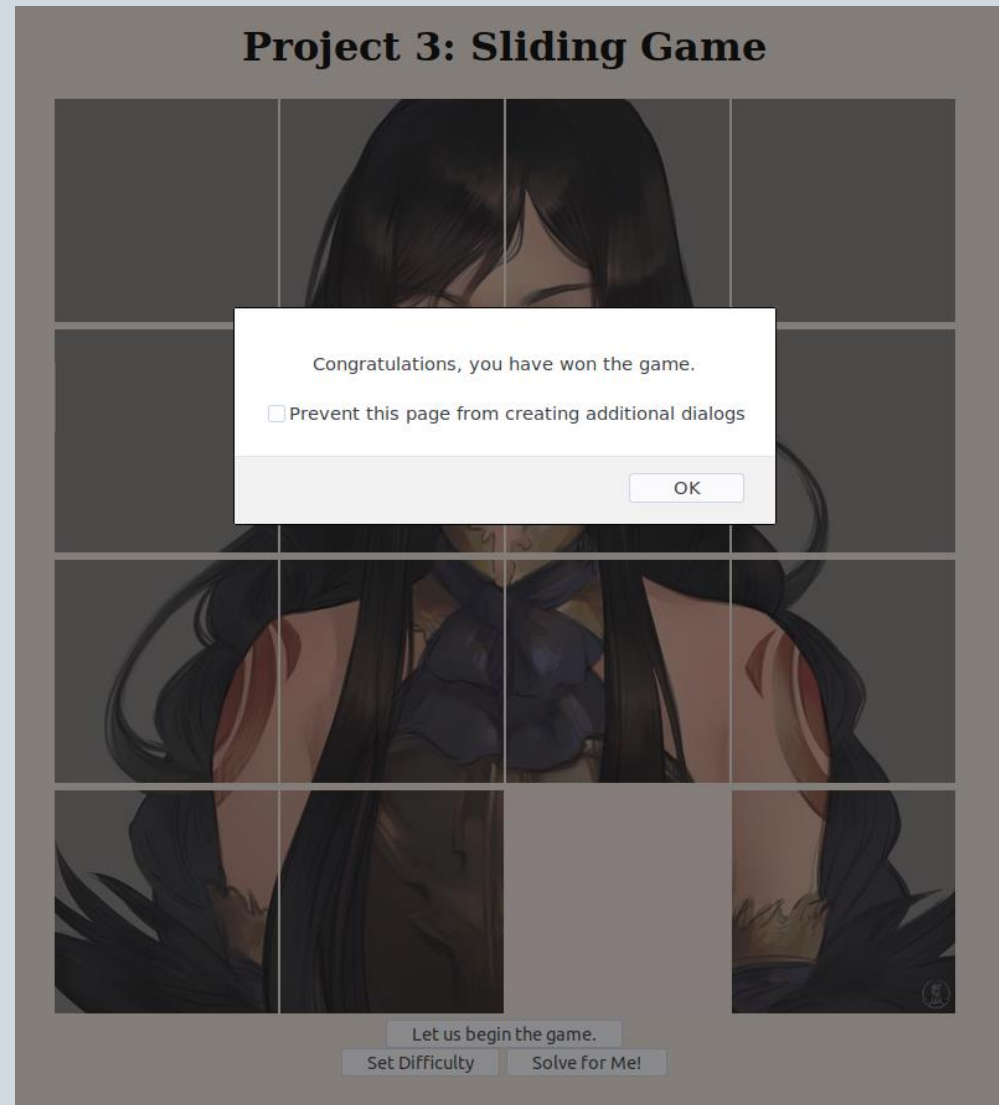 Project 3: Sliding Game
Congratulations, you have won the game.
Prevent this page from creating additional dialogs
OK
Let us begin the game.
Set Difficulty Solve for Me!